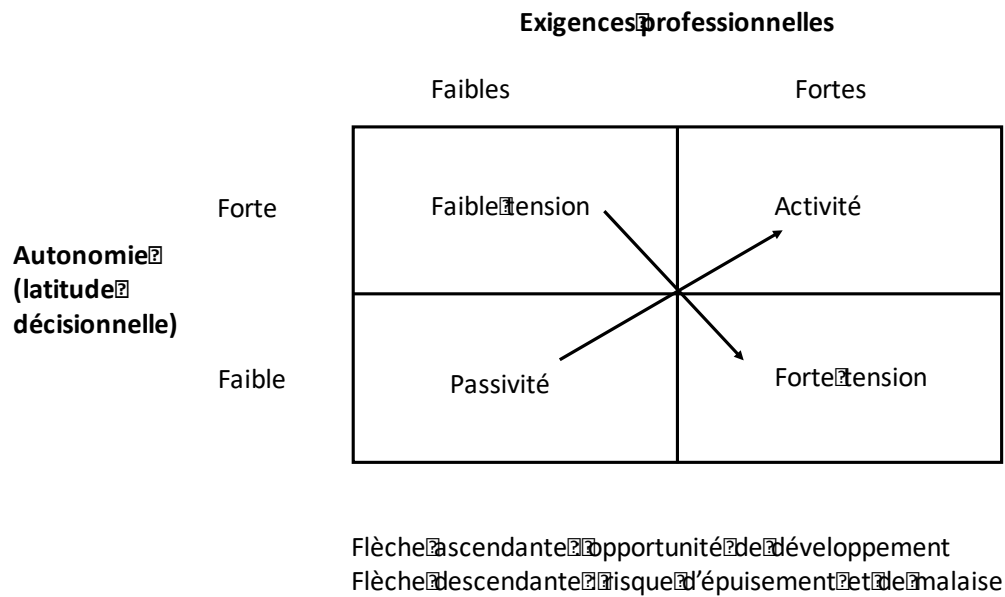 Exigences professionnelles
Faibles Fortes
Forte Faible tension Activité
Autonomie
(latitude
décisionnelle)
Faible Passivité Forte tension
Flèche ascendante opportunité de développement
Flèche descendante risque d’épuisement et de malaise